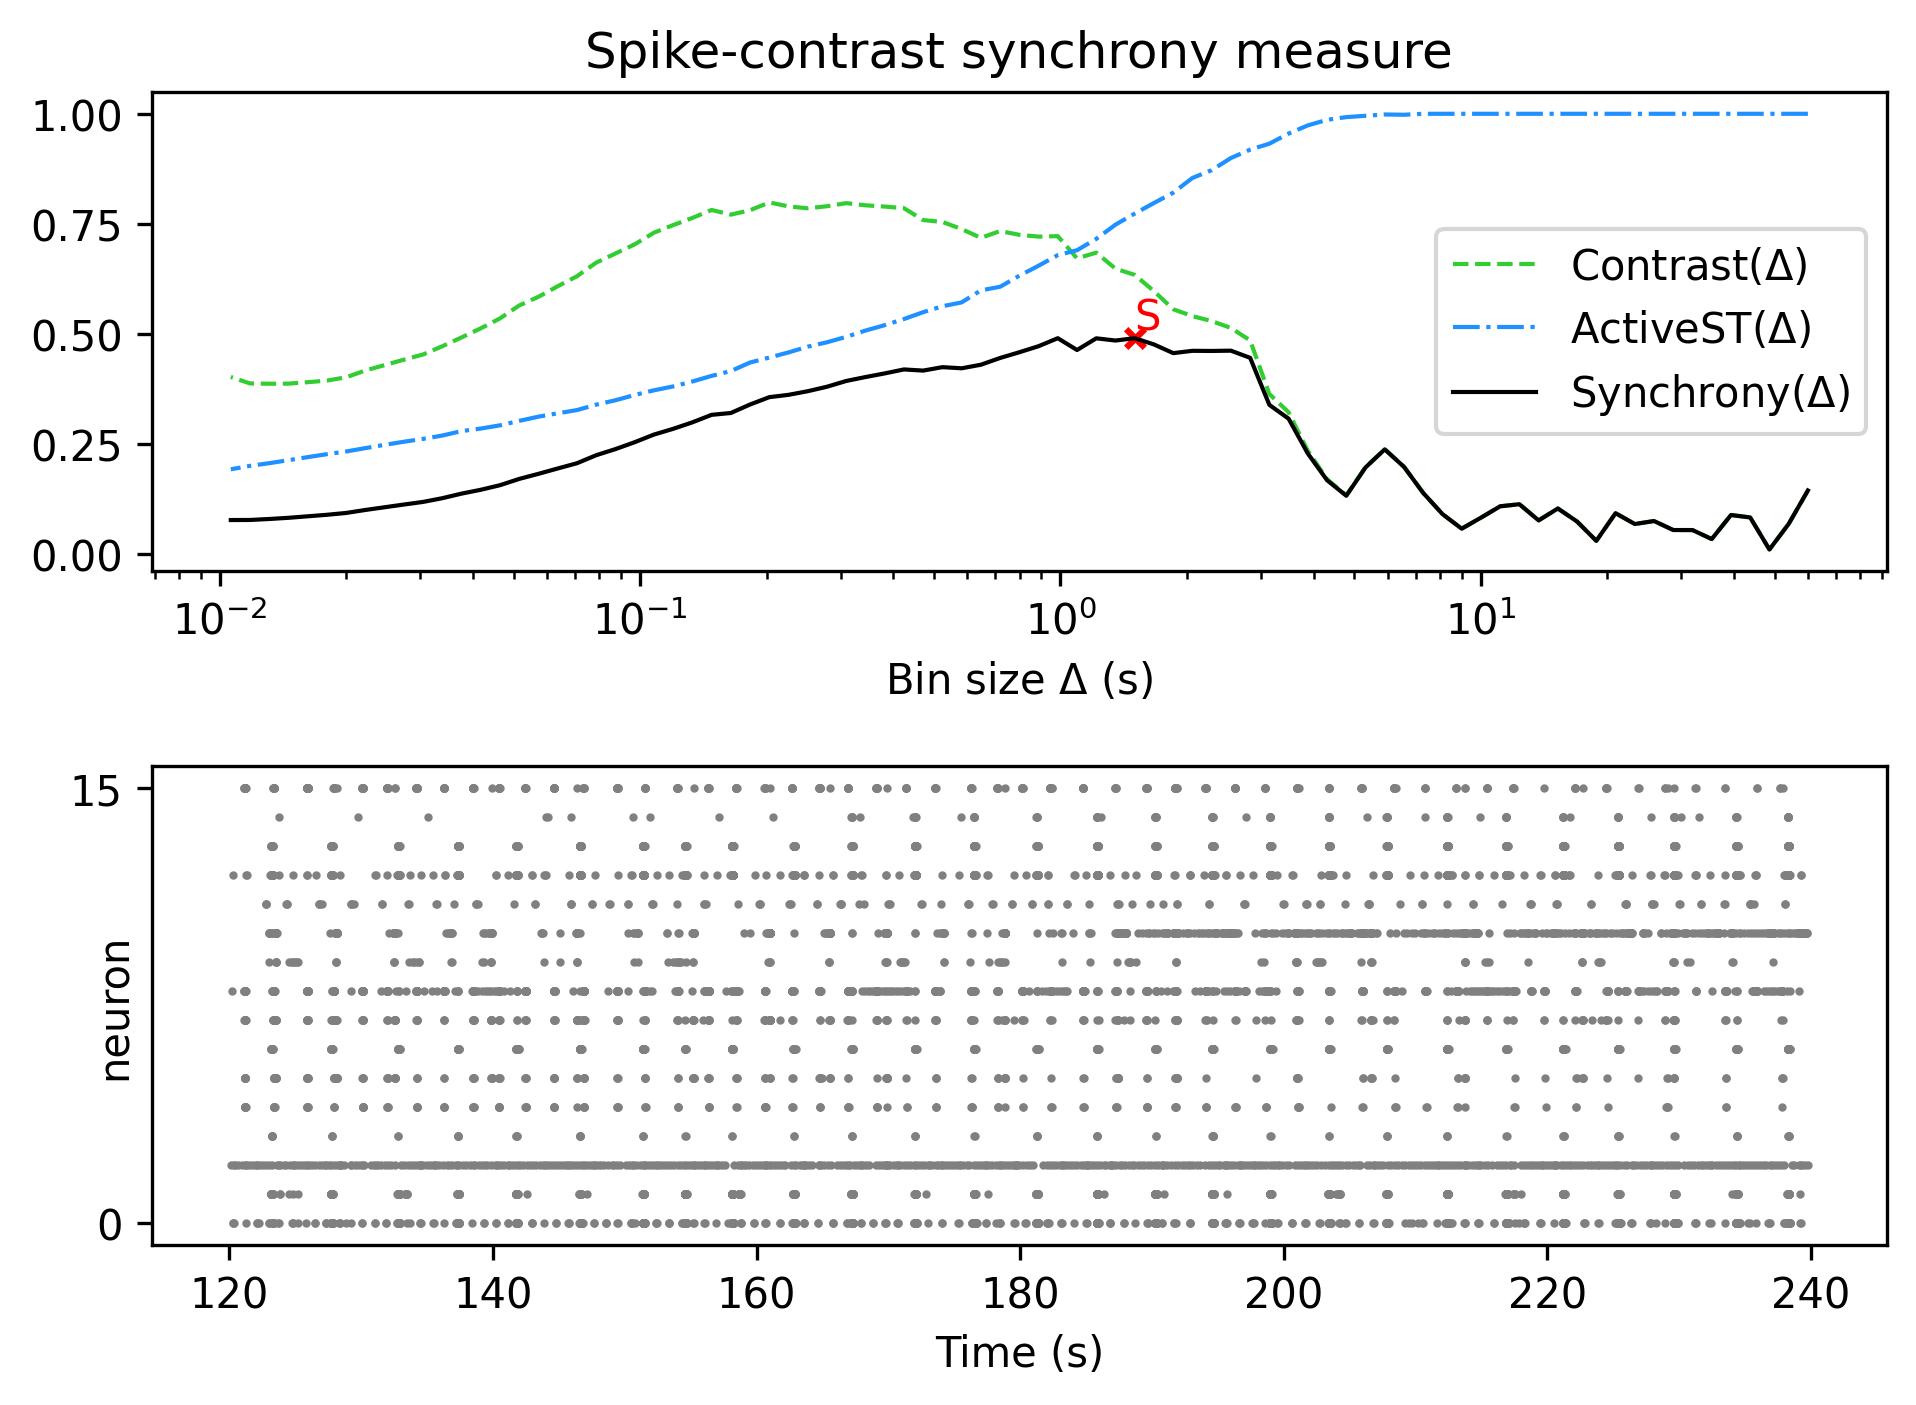 Spike-contrast synchrony measure
1.00
0.75
0.50
0.25
0.00
S
Contrast(Δ)
ActiveST(Δ)
Synchrony(Δ)
10⁻² 10⁻¹ 10⁰ 10¹
Bin size Δ (s)
15
neuron
0
120 140 160 180 200 220 240
Time (s)